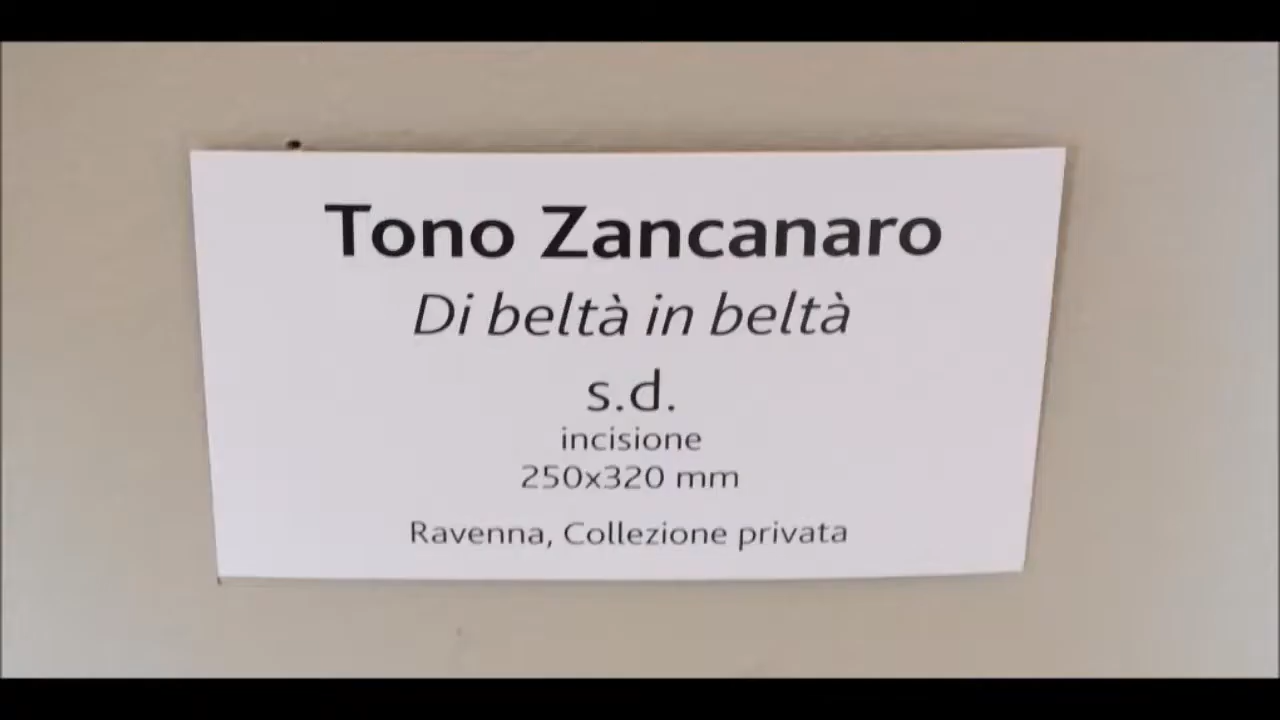 Tono Zancanaro
Di beltà in beltà
s.d.
incisione
250x320 mm
Ravenna, Collezione privata